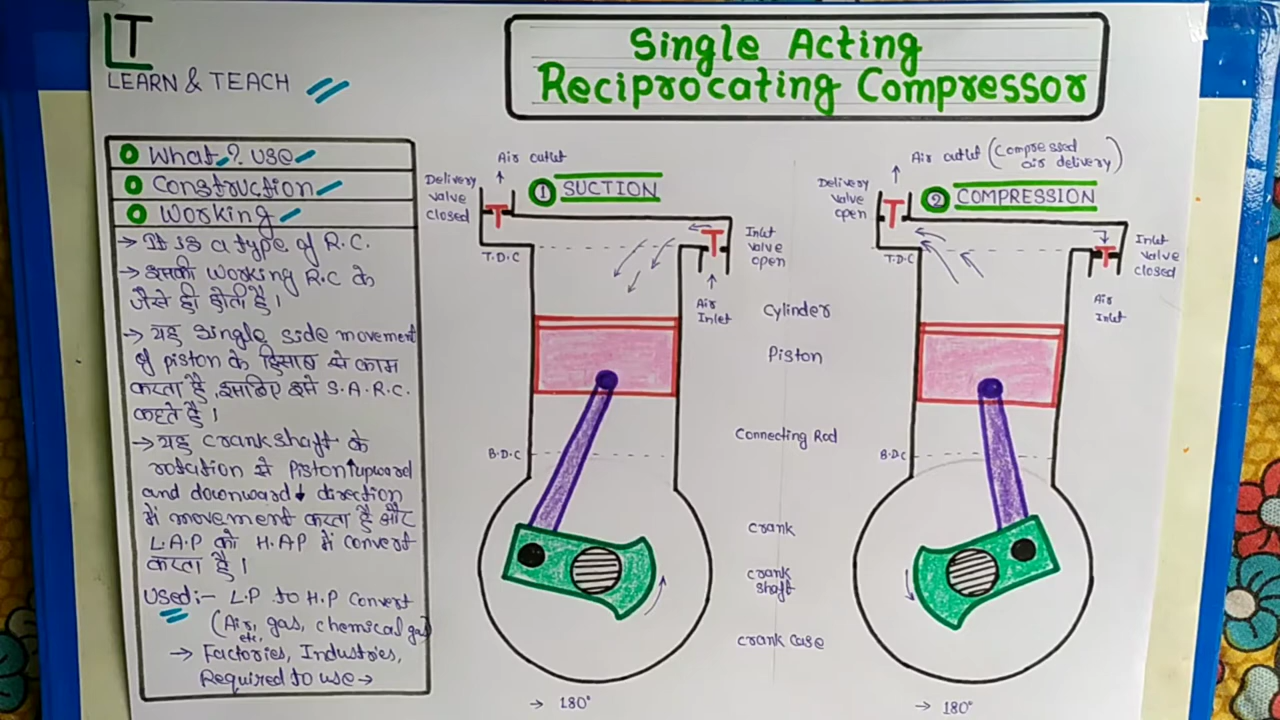 LT
LEARN & TEACH
Single Acting
Reciprocating Compressor
What? use
Construction
Working
→ It is a type of R.C.
→ इसकी working R.C के
जैसे ही होती है।
→ यह single side movement
of piston के हिसाब से काम
करता है, इसलिए इसे S.A.R.C.
कहते है।
→ यह crankshaft के
rotation से Piston↑upward
and downward↓ direction
में movement करता है और
L.A.P को H.A.P में convert
करता है।
Used:- L.P to H.P Convert
(Air, gas, chemical gas)
etc,
→ Factories, Industries,
Required to use →
Air outlet
Delivery
valve
closed
① SUCTION
Inlet
valve
open
T.D.C
Air
Inlet
B.D.C
→ 180°
Cylinder
Piston
Connecting Rod
crank
crank
shaft
crank case
Air outlet (Compressed
air delivery)
Delivery
valve
open
② COMPRESSION
Inlet
valve
closed
T.D.C
Air
Inlet
B.D.C
→ 180°